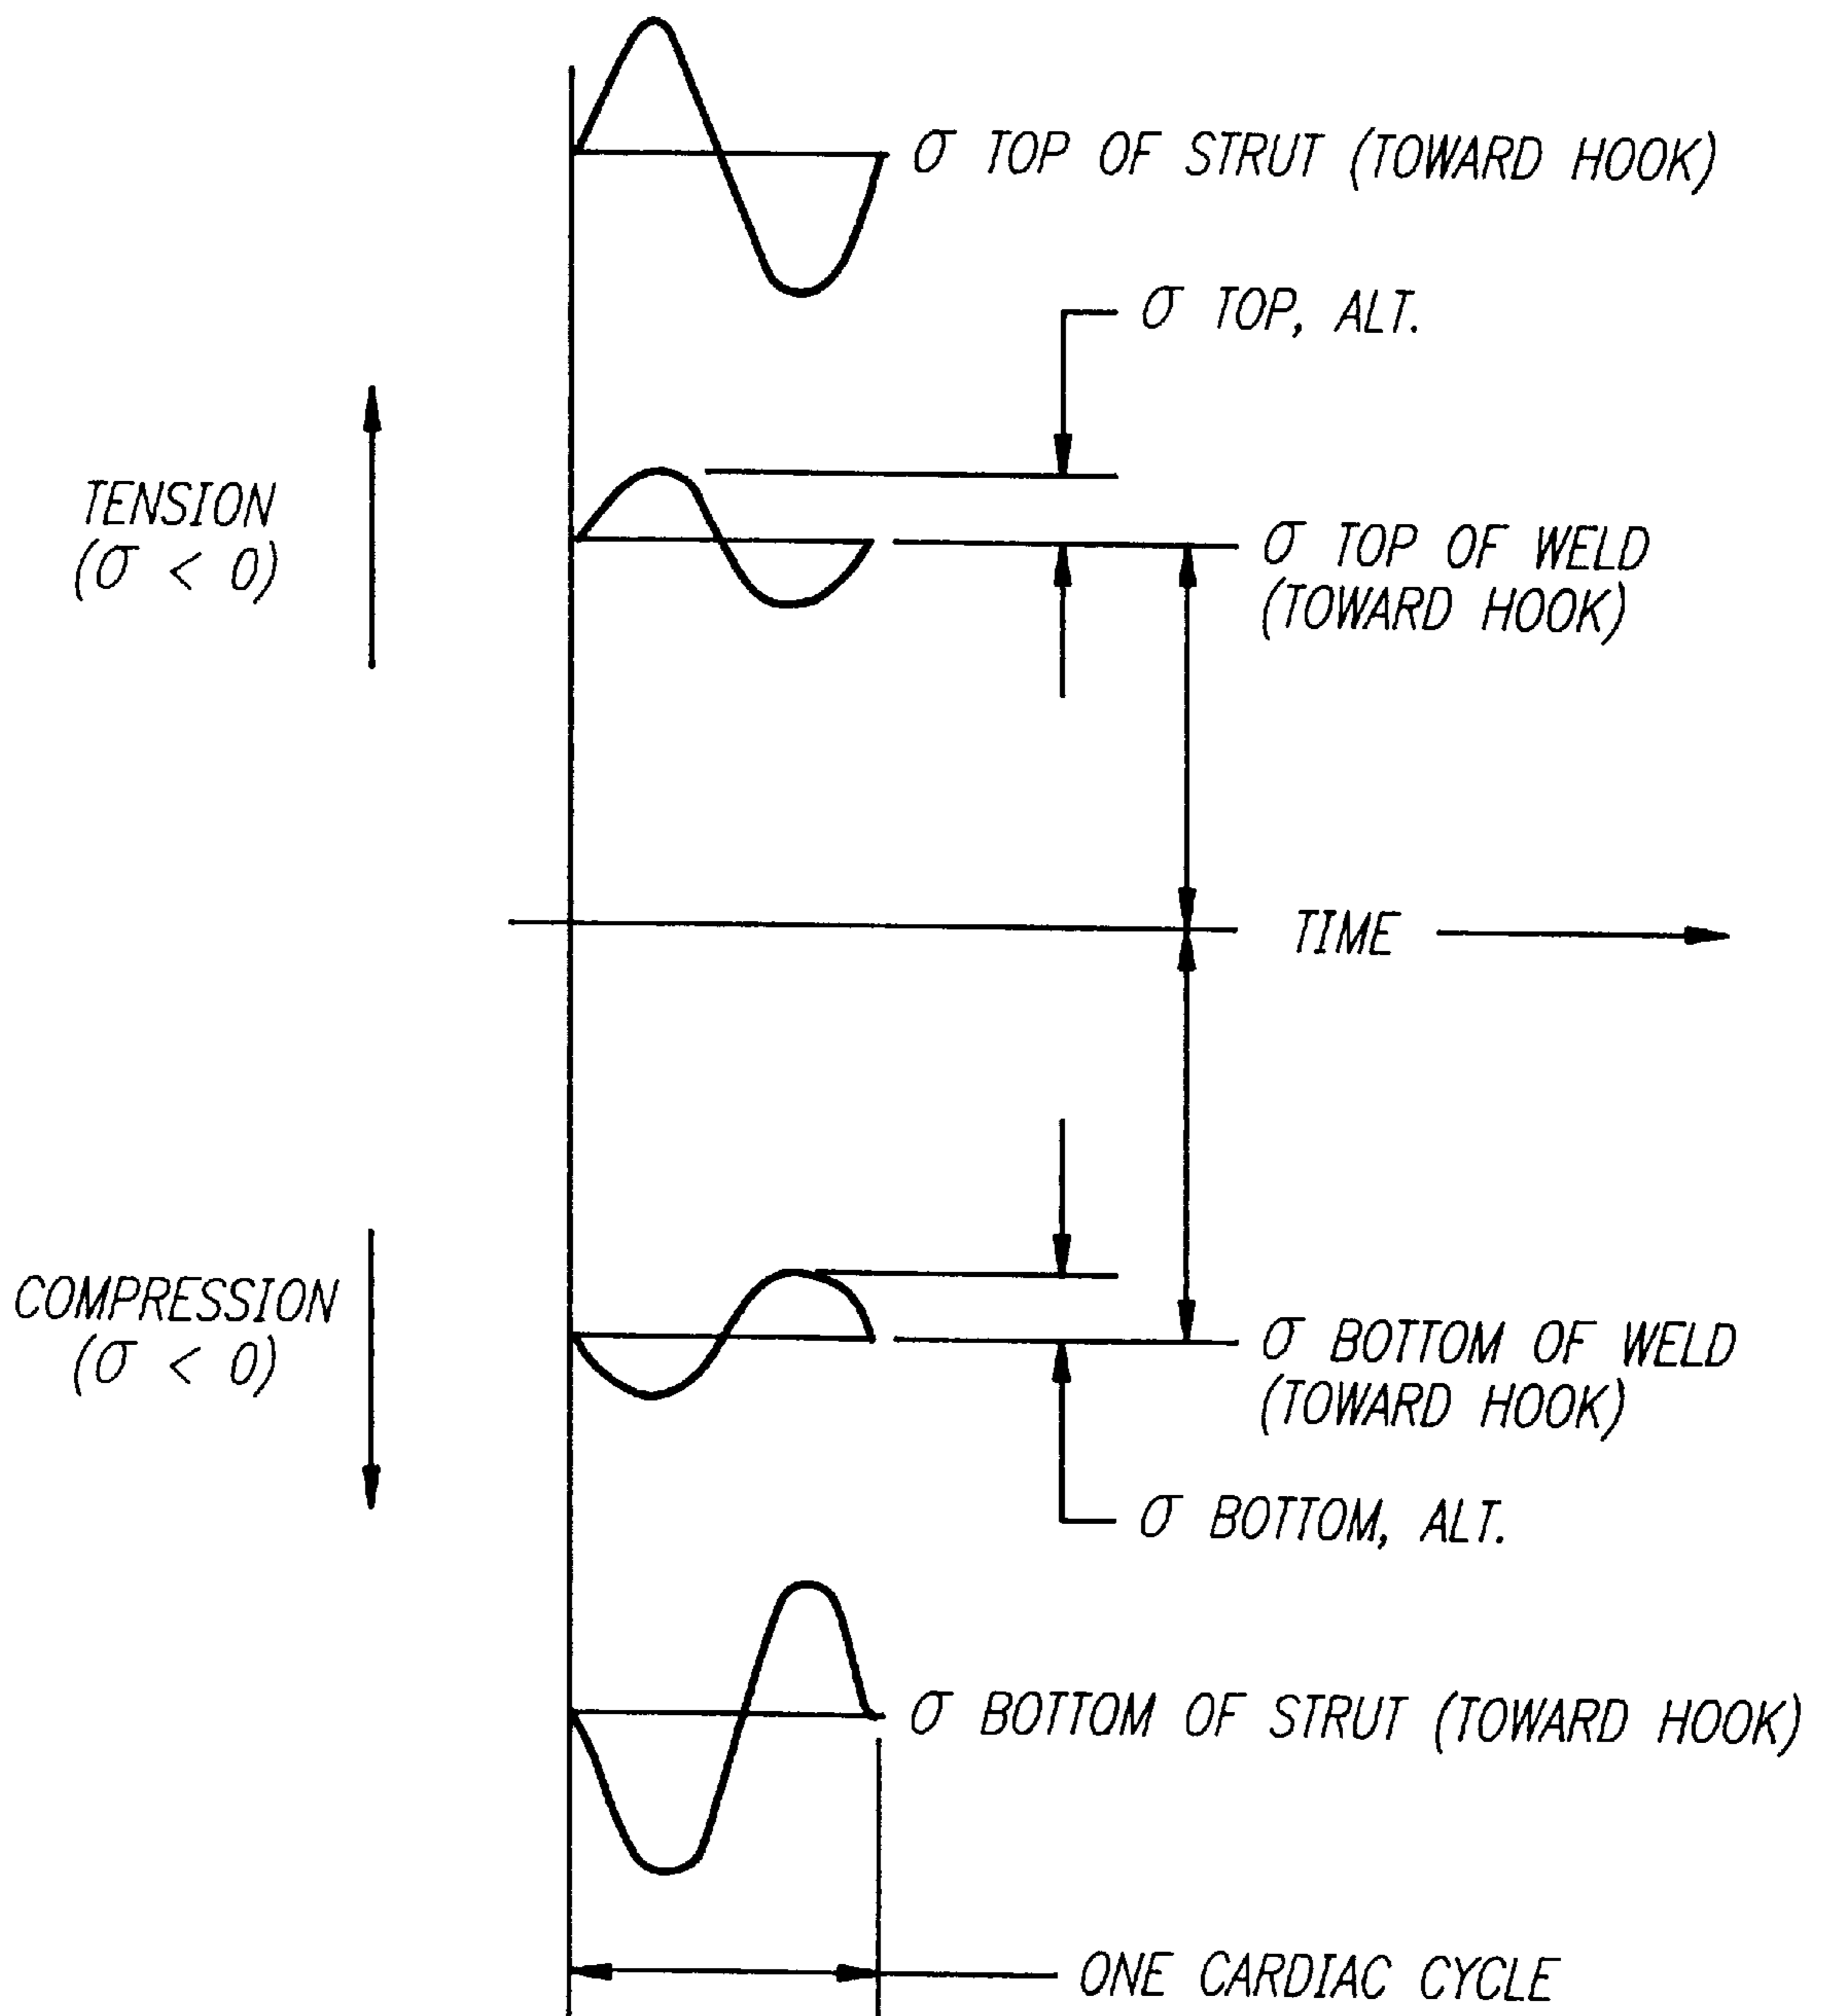 σ TOP OF STRUT (TOWARD HOOK)
σ TOP, ALT.
TENSION
(σ < 0)
σ TOP OF WELD
(TOWARD HOOK)
TIME
COMPRESSION
(σ < 0)
σ BOTTOM OF WELD
(TOWARD HOOK)
σ BOTTOM, ALT.
σ BOTTOM OF STRUT (TOWARD HOOK)
ONE CARDIAC CYCLE